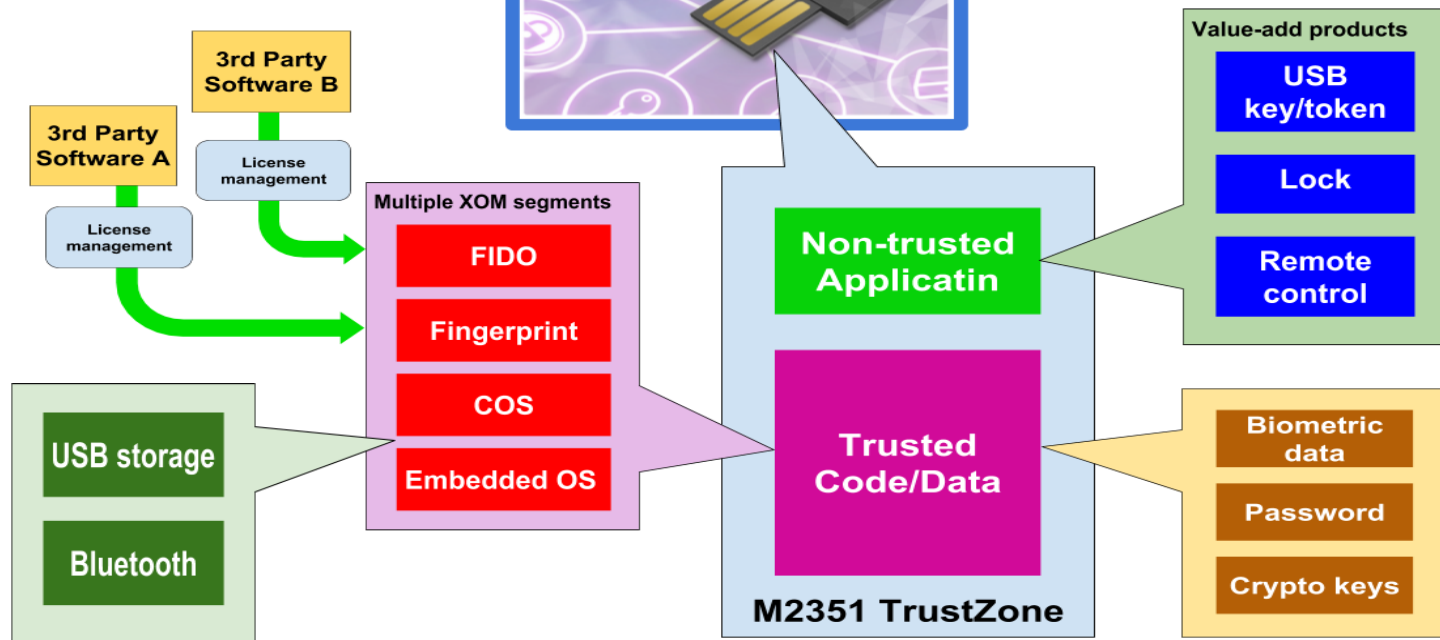 3rd Party
Software B
3rd Party
Software A
License
management
License
management
Multiple XOM segments
FIDO
Fingerprint
COS
Embedded OS
USB storage
Bluetooth
Non-trusted
Applicatin
Trusted
Code/Data
M2351 TrustZone
Value-add products
USB
key/token
Lock
Remote
control
Biometric
data
Password
Crypto keys